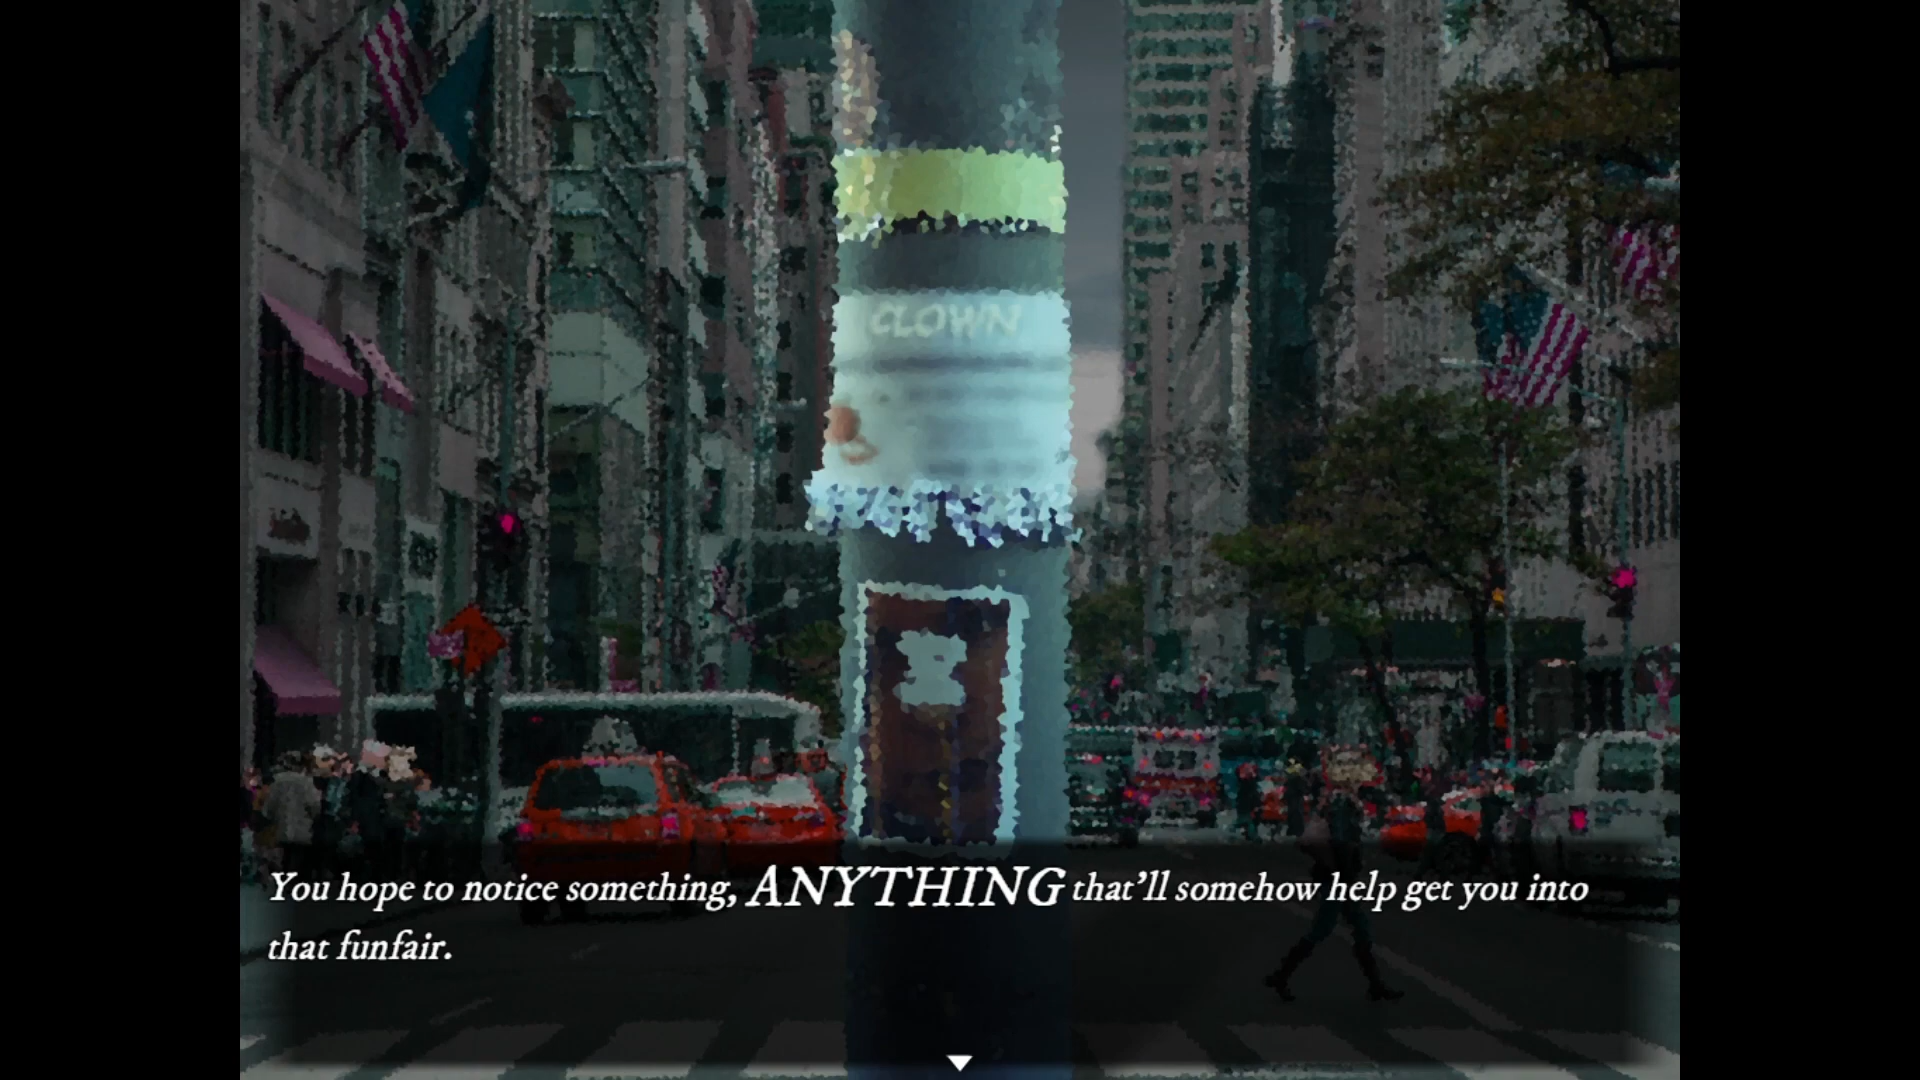 CLOWN
You hope to notice something, ANYTHING that'll somehow help get you into
that funfair.